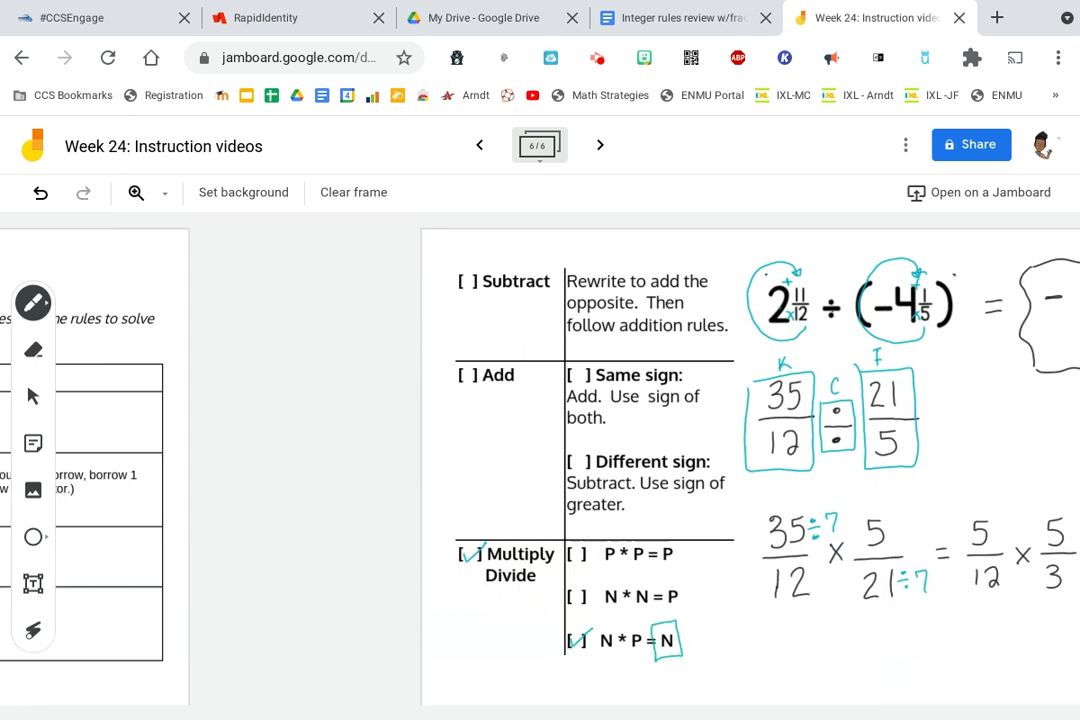 #CCSEngage
RapidIdentity
My Drive - Google Drive
Integer rules review w/fra
Week 24: Instruction vide
jamboard.google.com/d...
CCS Bookmarks
Registration
Arndt
Math Strategies
ENMU Portal
IXL-MC
IXL - Arndt
IXL -JF
ENMU
»
Week 24: Instruction videos
6/6
Share
Set background
Clear frame
Open on a Jamboard
rules to solve
borrow 1
[ ] Subtract
Rewrite to add the
opposite. Then
follow addition rules.
[ ] Add
[ ] Same sign:
Add. Use sign of
both.
[ ] Different sign:
Subtract. Use sign of
greater.
[✓] Multiply
Divide
[ ] P * P = P
[ ] N * N = P
[✓] N * P = N
2 11/12 ÷ (-4 1/5) = -
K C I
35/12 ÷ 21/5
35÷7/12 x 5/21÷7 = 5/12 x 5/3